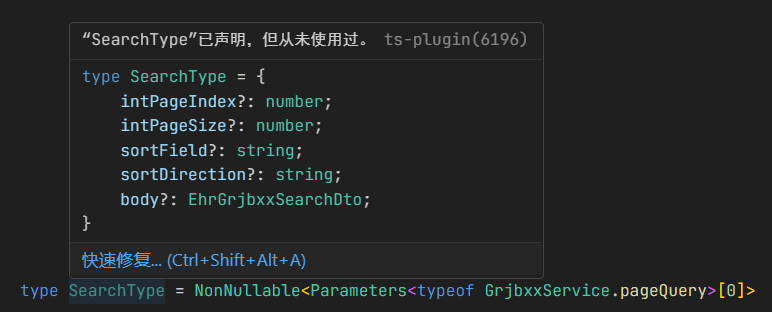 “SearchType”已声明，但从未使用过。 ts-plugin(6196)
type SearchType = {
    intPageIndex?: number;
    intPageSize?: number;
    sortField?: string;
    sortDirection?: string;
    body?: EhrGrjbxxSearchDto;
}
快速修复... (Ctrl+Shift+Alt+A)
type SearchType = NonNullable<Parameters<typeof GrjbxxService.pageQuery>[0]>